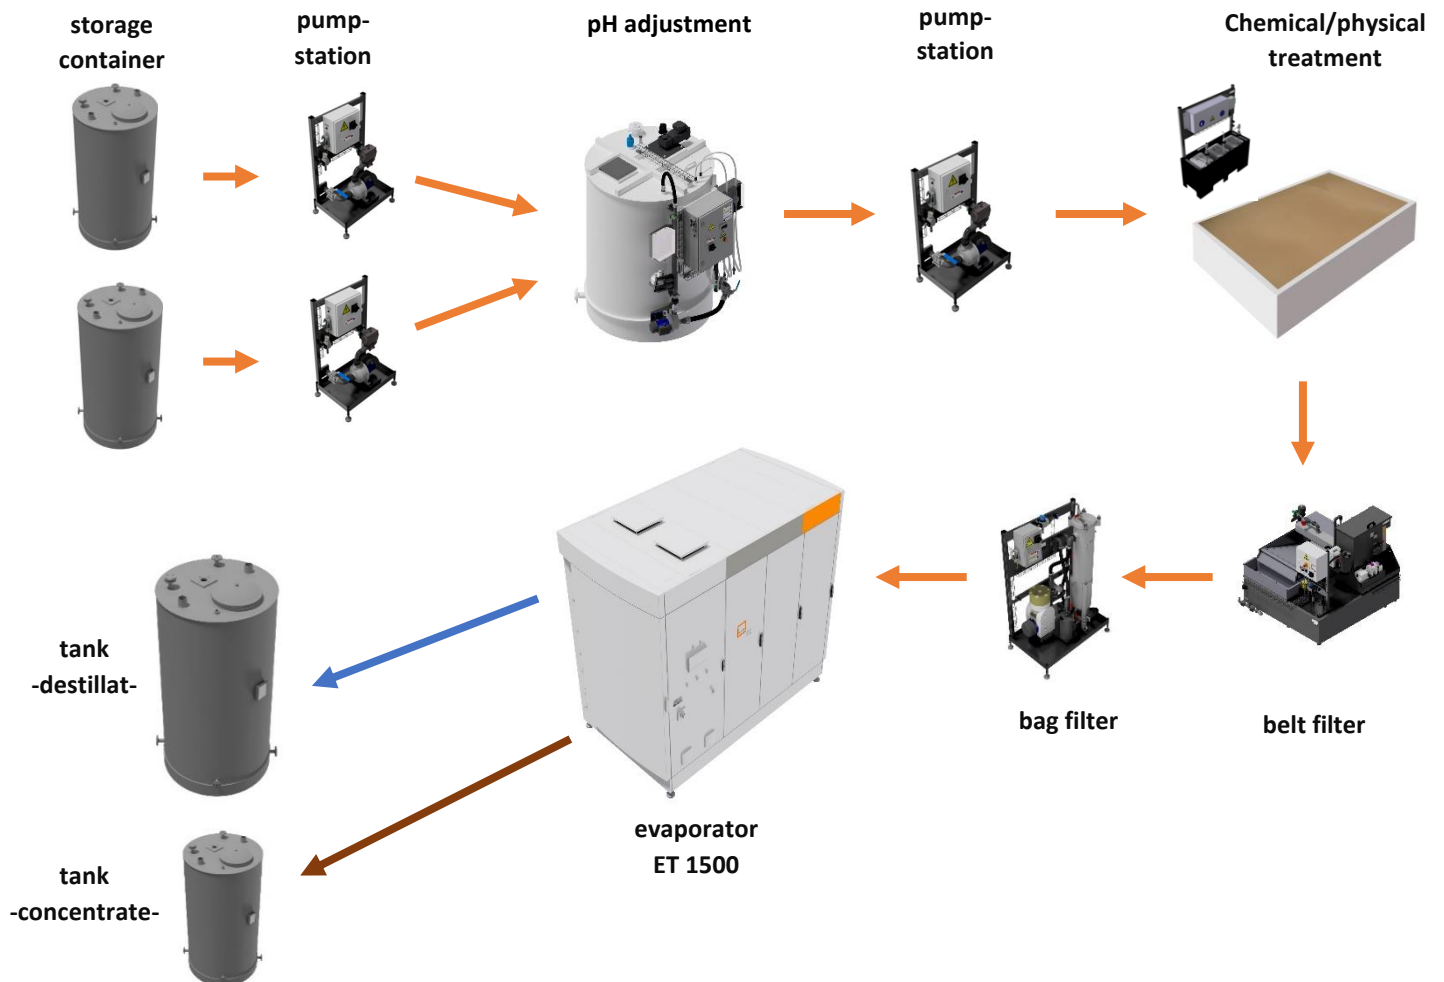 storage
container
pump-
station
pH adjustment
pump-
station
Chemical/physical
treatment
tank
-destillat-
bag filter
belt filter
evaporator
ET 1500
tank
-concentrate-